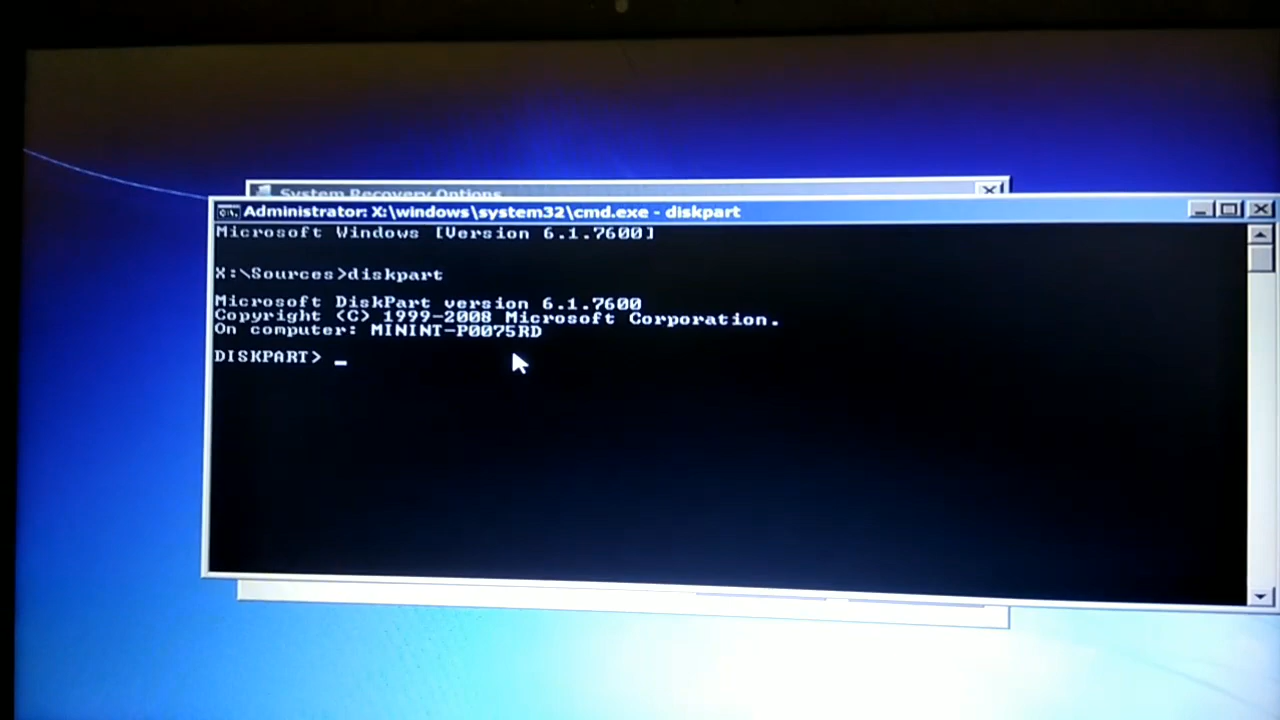 System Recovery Options
Administrator: X:\windows\system32\cmd.exe - diskpart
Microsoft Windows [Version 6.1.7600]
X:\Sources>diskpart
Microsoft DiskPart version 6.1.7600
Copyright (C) 1999-2008 Microsoft Corporation.
On computer: MININT-P0075RD
DISKPART> _